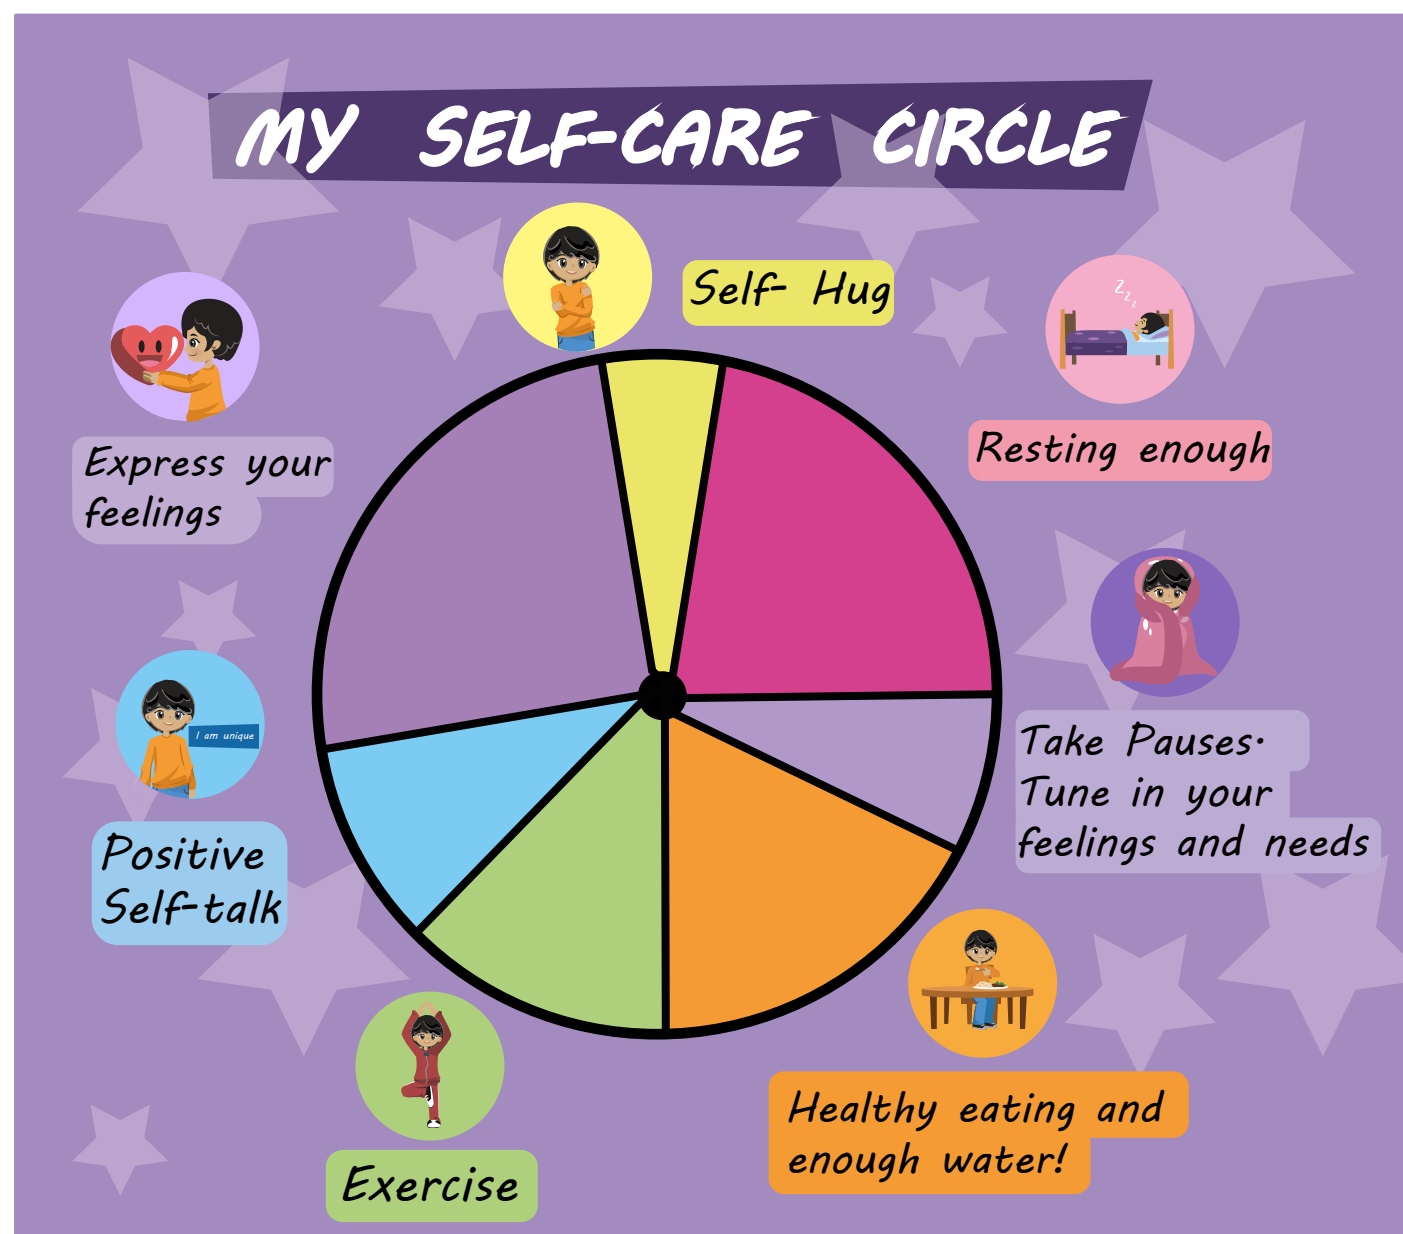 MY SELF-CARE CIRCLE
Self- Hug
zzz
Resting enough
Express your
feelings
Take Pauses.
Tune in your
feelings and needs
I am unique
Positive
Self-talk
Healthy eating and
enough water!
Exercise